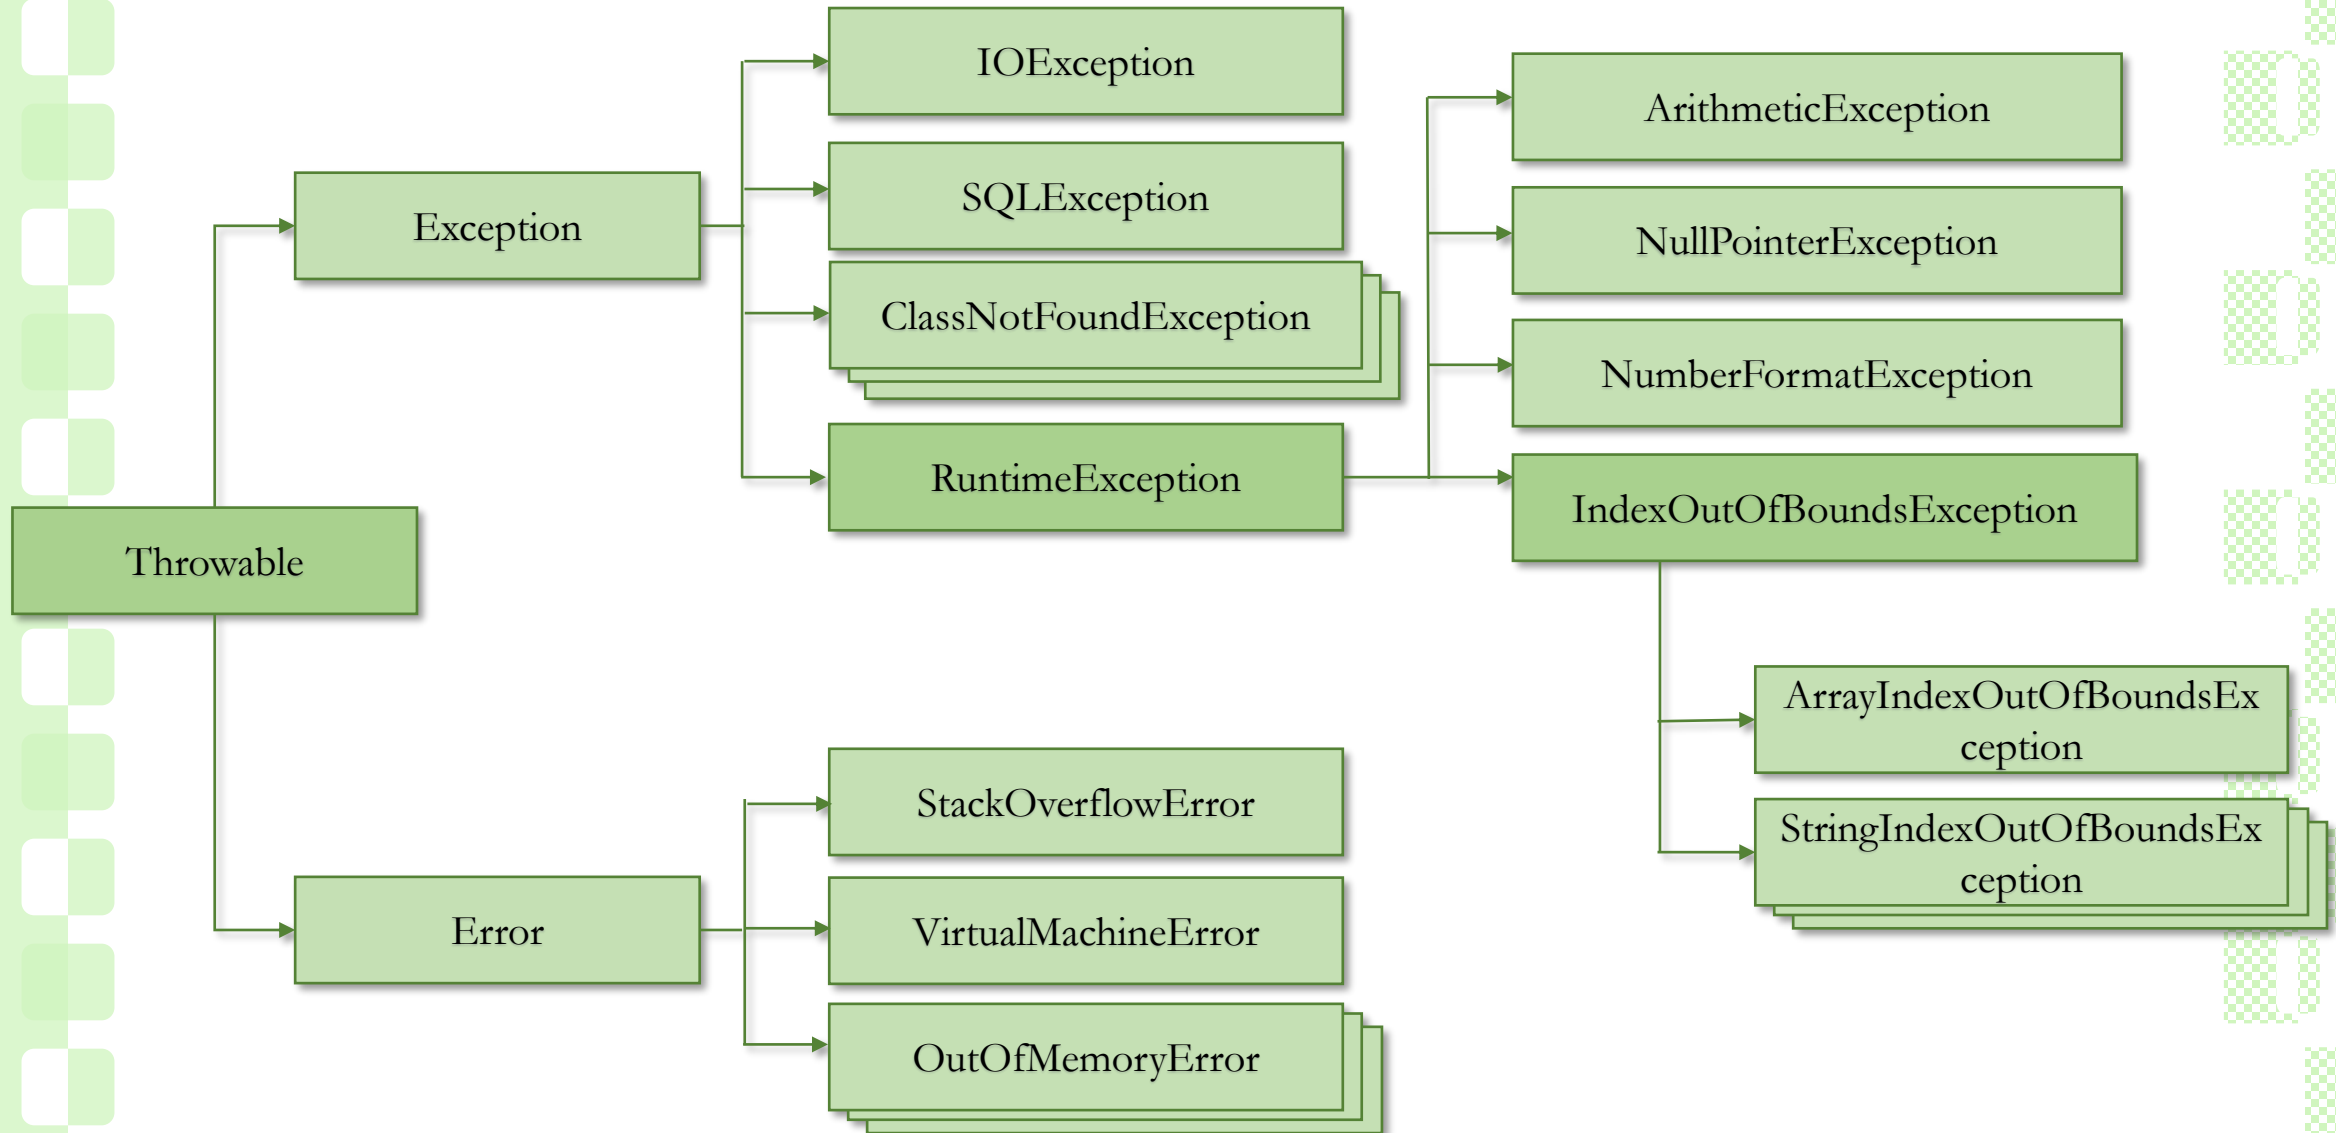 IOException
ArithmeticException
SQLException
Exception
NullPointerException
ClassNotFoundException
NumberFormatException
RuntimeException
IndexOutOfBoundsException
Throwable
ArrayIndexOutOfBoundsEx
ception
StackOverflowError
StringIndexOutOfBoundsEx
ception
Error
VirtualMachineError
OutOfMemoryError